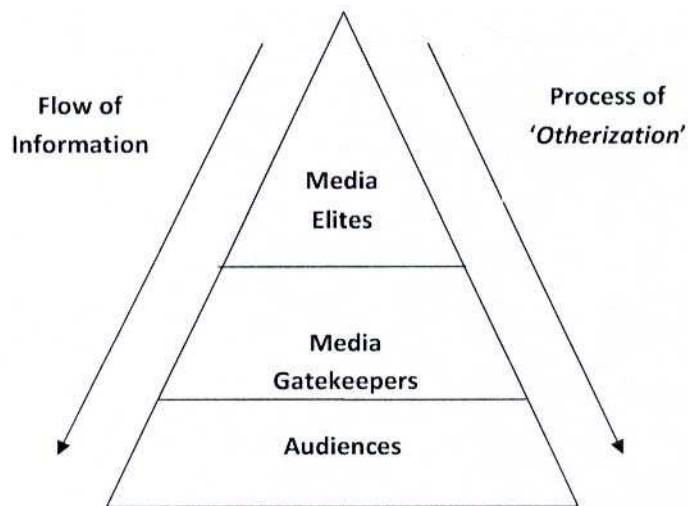 Flow of
Information
Process of
‘Otherization’
Media
Elites
Media
Gatekeepers
Audiences